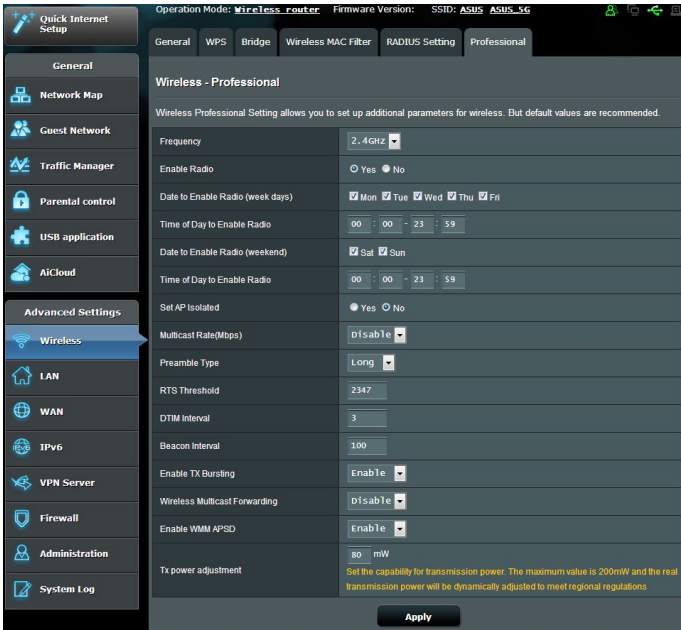 Operation Mode: Wireless router Firmware Version: SSID: ASUS ASUS_5G
Quick Internet
Setup
General
Network Map
Guest Network
Traffic Manager
Parental control
USB application
AiCloud
Advanced Settings
Wireless
LAN
WAN
IPv6
VPN Server
Firewall
Administration
System Log
General WPS Bridge Wireless MAC Filter RADIUS Setting Professional
Wireless - Professional
Wireless Professional Setting allows you to set up additional parameters for wireless. But default values are recommended.
Frequency 2.4GHz
Enable Radio Yes No
Date to Enable Radio (week days) Mon Tue Wed Thu Fri
Time of Day to Enable Radio 00 : 00 - 23 : 59
Date to Enable Radio (weekend) Sat Sun
Time of Day to Enable Radio 00 : 00 - 23 : 59
Set AP Isolated Yes No
Multicast Rate(Mbps) Disable
Preamble Type Long
RTS Threshold 2347
DTIM Interval 3
Beacon Interval 100
Enable TX Bursting Enable
Wireless Multicast Forwarding Disable
Enable WMM APSD Enable
Tx power adjustment 80 mW
Set the capability for transmission power. The maximum value is 200mW and the real
transmission power will be dynamically adjusted to meet regional regulations
Apply